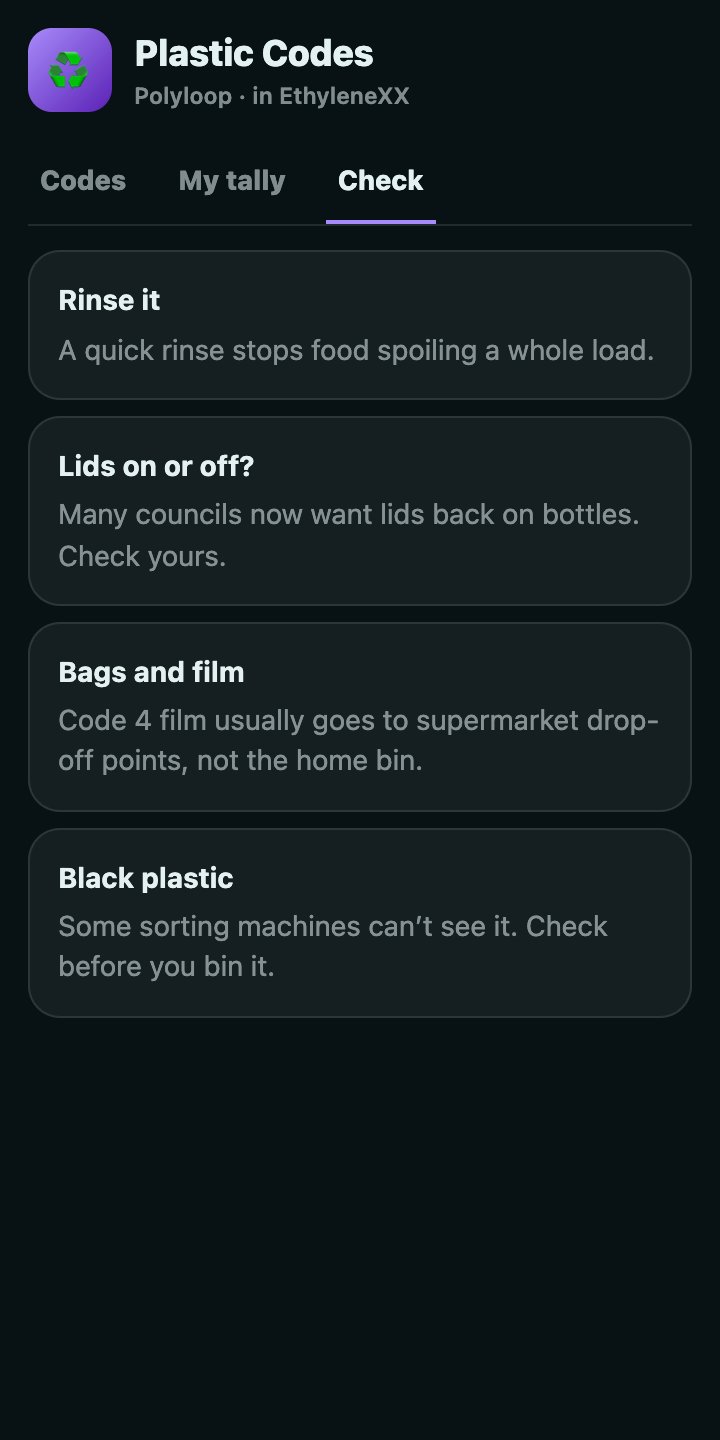 Plastic Codes
Polyloop · in EthyleneXX
Codes
My tally
Check
Rinse it
A quick rinse stops food spoiling a whole load.
Lids on or off?
Many councils now want lids back on bottles.
Check yours.
Bags and film
Code 4 film usually goes to supermarket drop-
off points, not the home bin.
Black plastic
Some sorting machines can’t see it. Check
before you bin it.